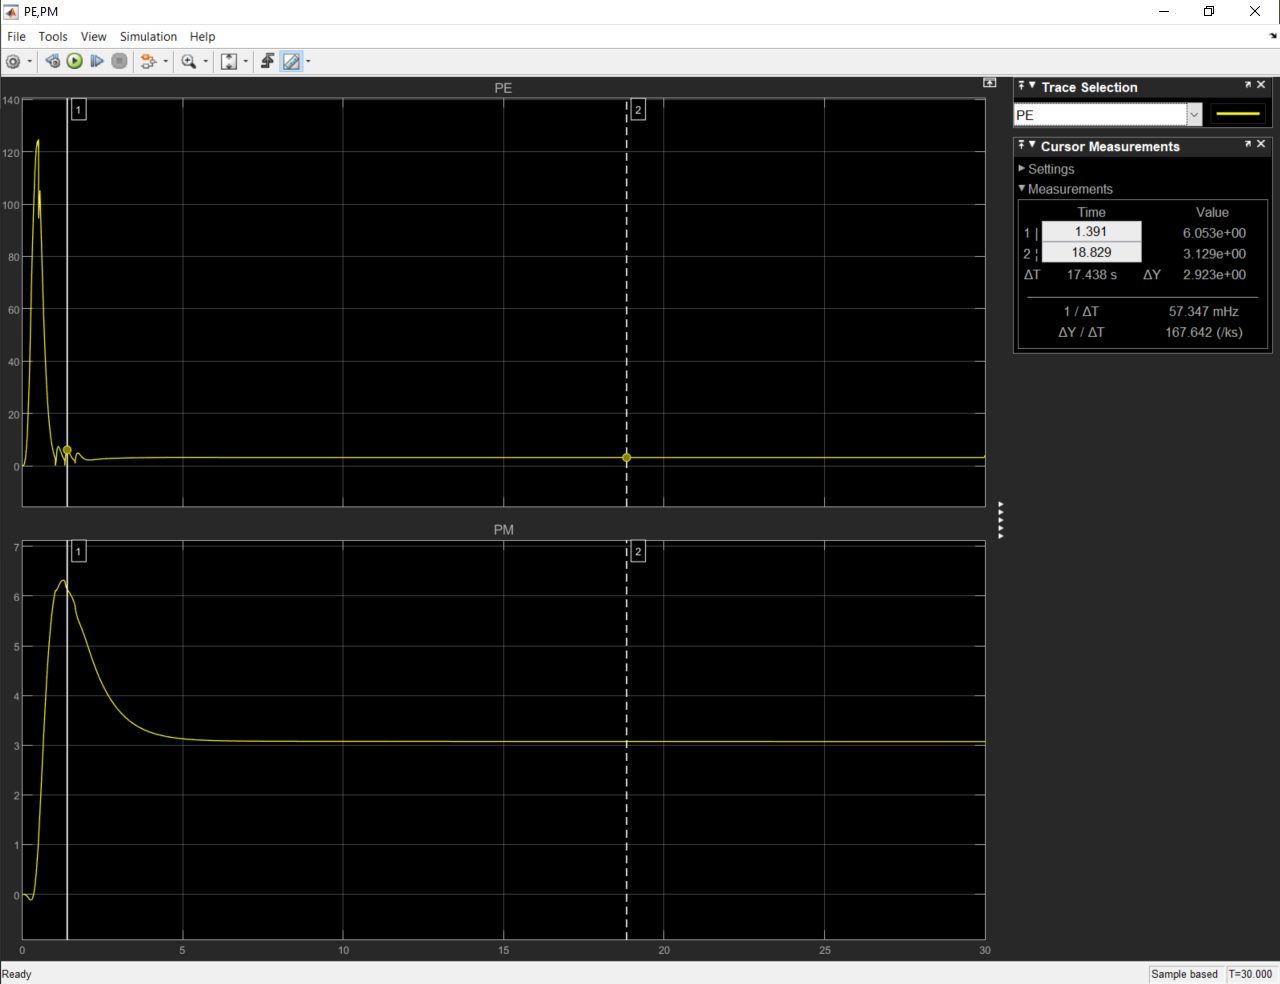 PE,PM
File Tools View Simulation Help
PE
140
120
100
80
60
40
20
0
1
2
PM
7
6
5
4
3
2
1
0
1
2
0 5 10 15 20 25 30
Trace Selection
PE
Cursor Measurements
Settings
Measurements
Time Value
1 | 1.391 6.053e+00
2 ¦ 18.829 3.129e+00
ΔT 17.438 s ΔY 2.923e+00
1 / ΔT 57.347 mHz
ΔY / ΔT 167.642 (/ks)
Ready Sample based T=30.000